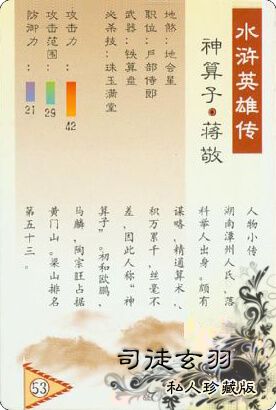 水浒英雄传
神算子·蒋敬
地煞：地会星
职位：户部侍郎
武器：铁算盘
必杀技：珠玉满堂
攻击力：
42
攻击范围：
29
防御力：
21
人物小传：
湖南潭州人氏，落
科举人出身。颇有
谋略，精通算术，
积万累千，丝毫不
差，因此人称“神
算子”。初和欧鹏、
马麟、陶宗旺占据
黄门山。梁山排名
第五十三。
53
司徒玄羽
私人珍藏版